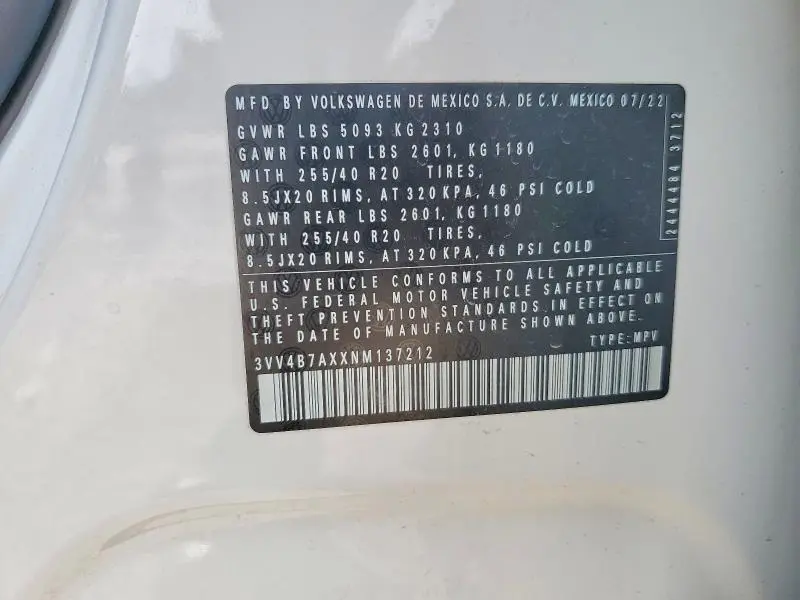 MFD. BY VOLKSWAGEN DE MEXICO S.A. DE C.V. MEXICO 07/22
GVWR LBS 5093 KG 2310
GAWR FRONT LBS 2601, KG 1180
WITH 255/40 R20 TIRES,
8.5JX20 RIMS, AT 320 KPA, 46 PSI COLD
GAWR REAR LBS 2601, KG 1180
WITH 255/40 R20 TIRES,
8.5JX20 RIMS, AT 320 KPA, 46 PSI COLD
THIS VEHICLE CONFORMS TO ALL APPLICABLE
U.S. FEDERAL MOTOR VEHICLE SAFETY AND
THEFT PREVENTION STANDARDS IN EFFECT ON
THE DATE OF MANUFACTURE SHOWN ABOVE.
TYPE: MPV
3VV4B7AXXNM137212
24444484 3712